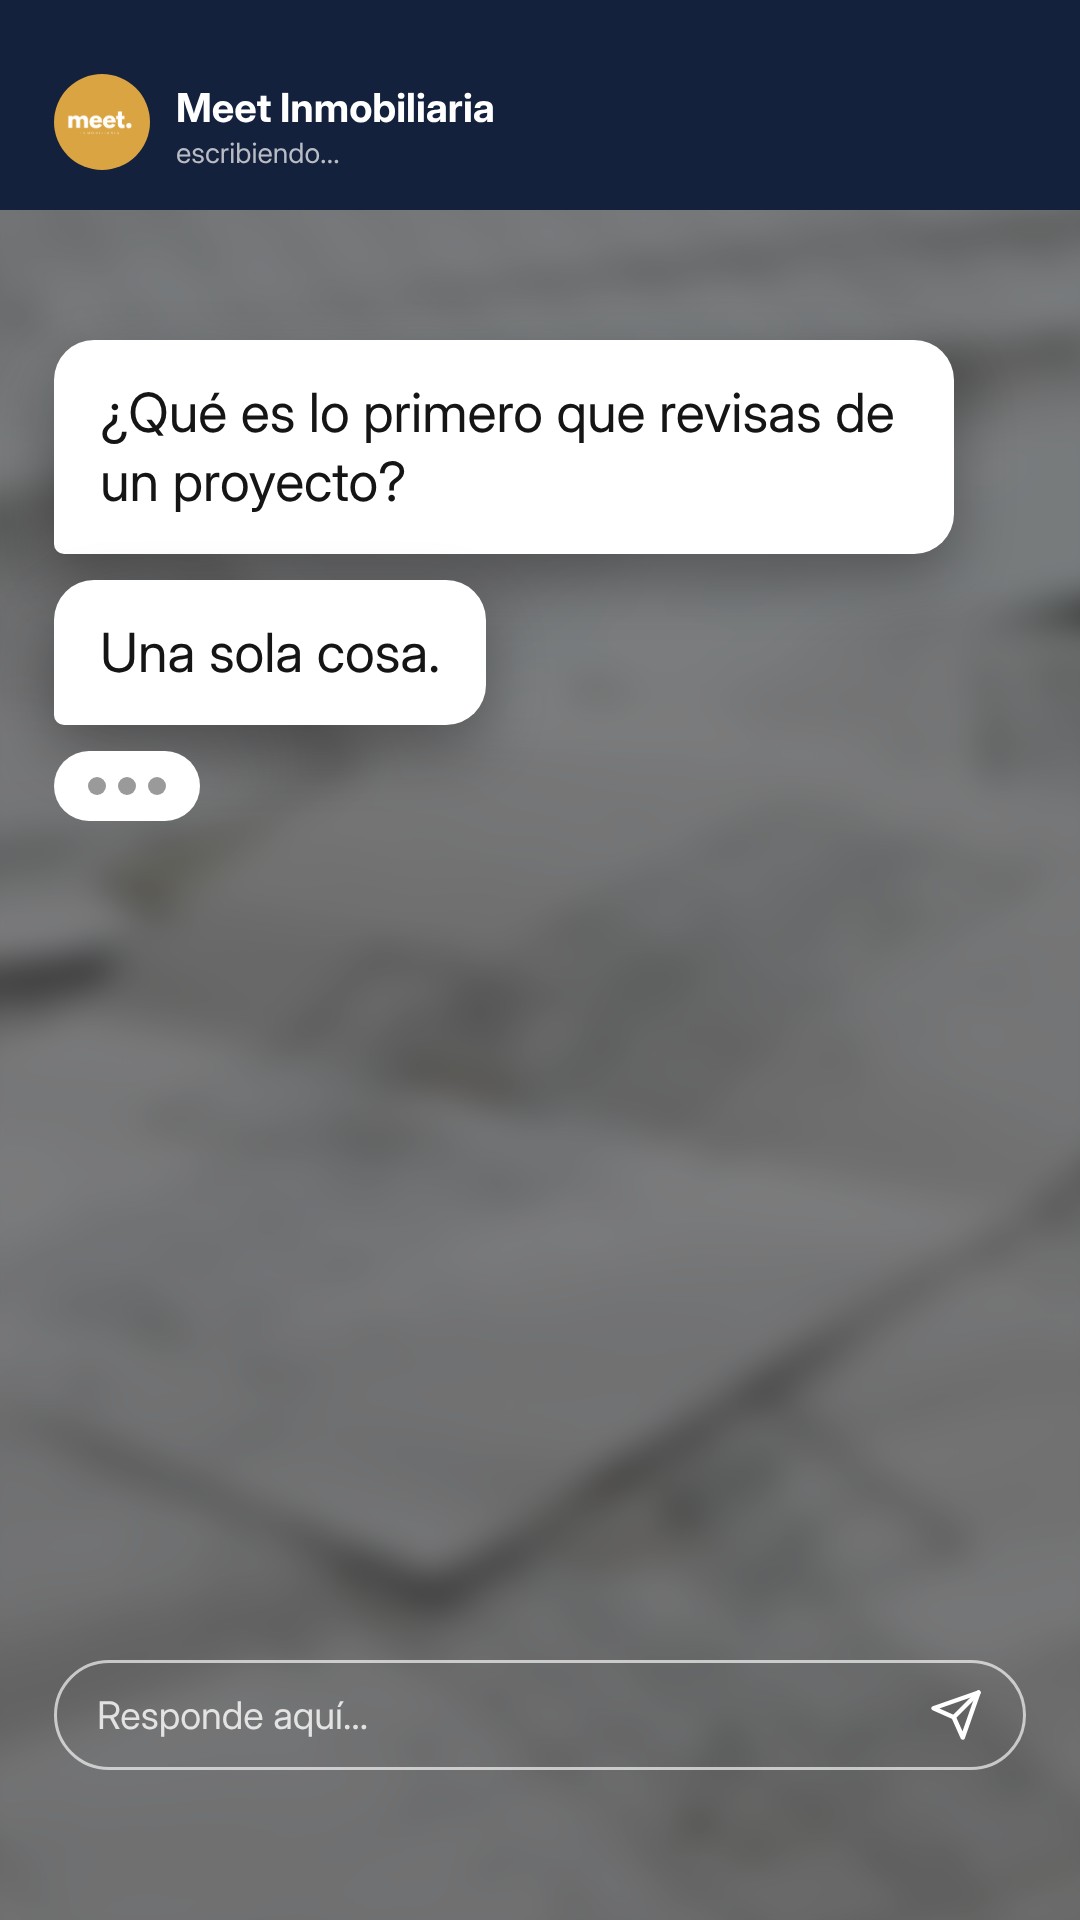 meet.
Meet Inmobiliaria
escribiendo...
¿Qué es lo primero que revisas de
un proyecto?
Una sola cosa.
Responde aquí...